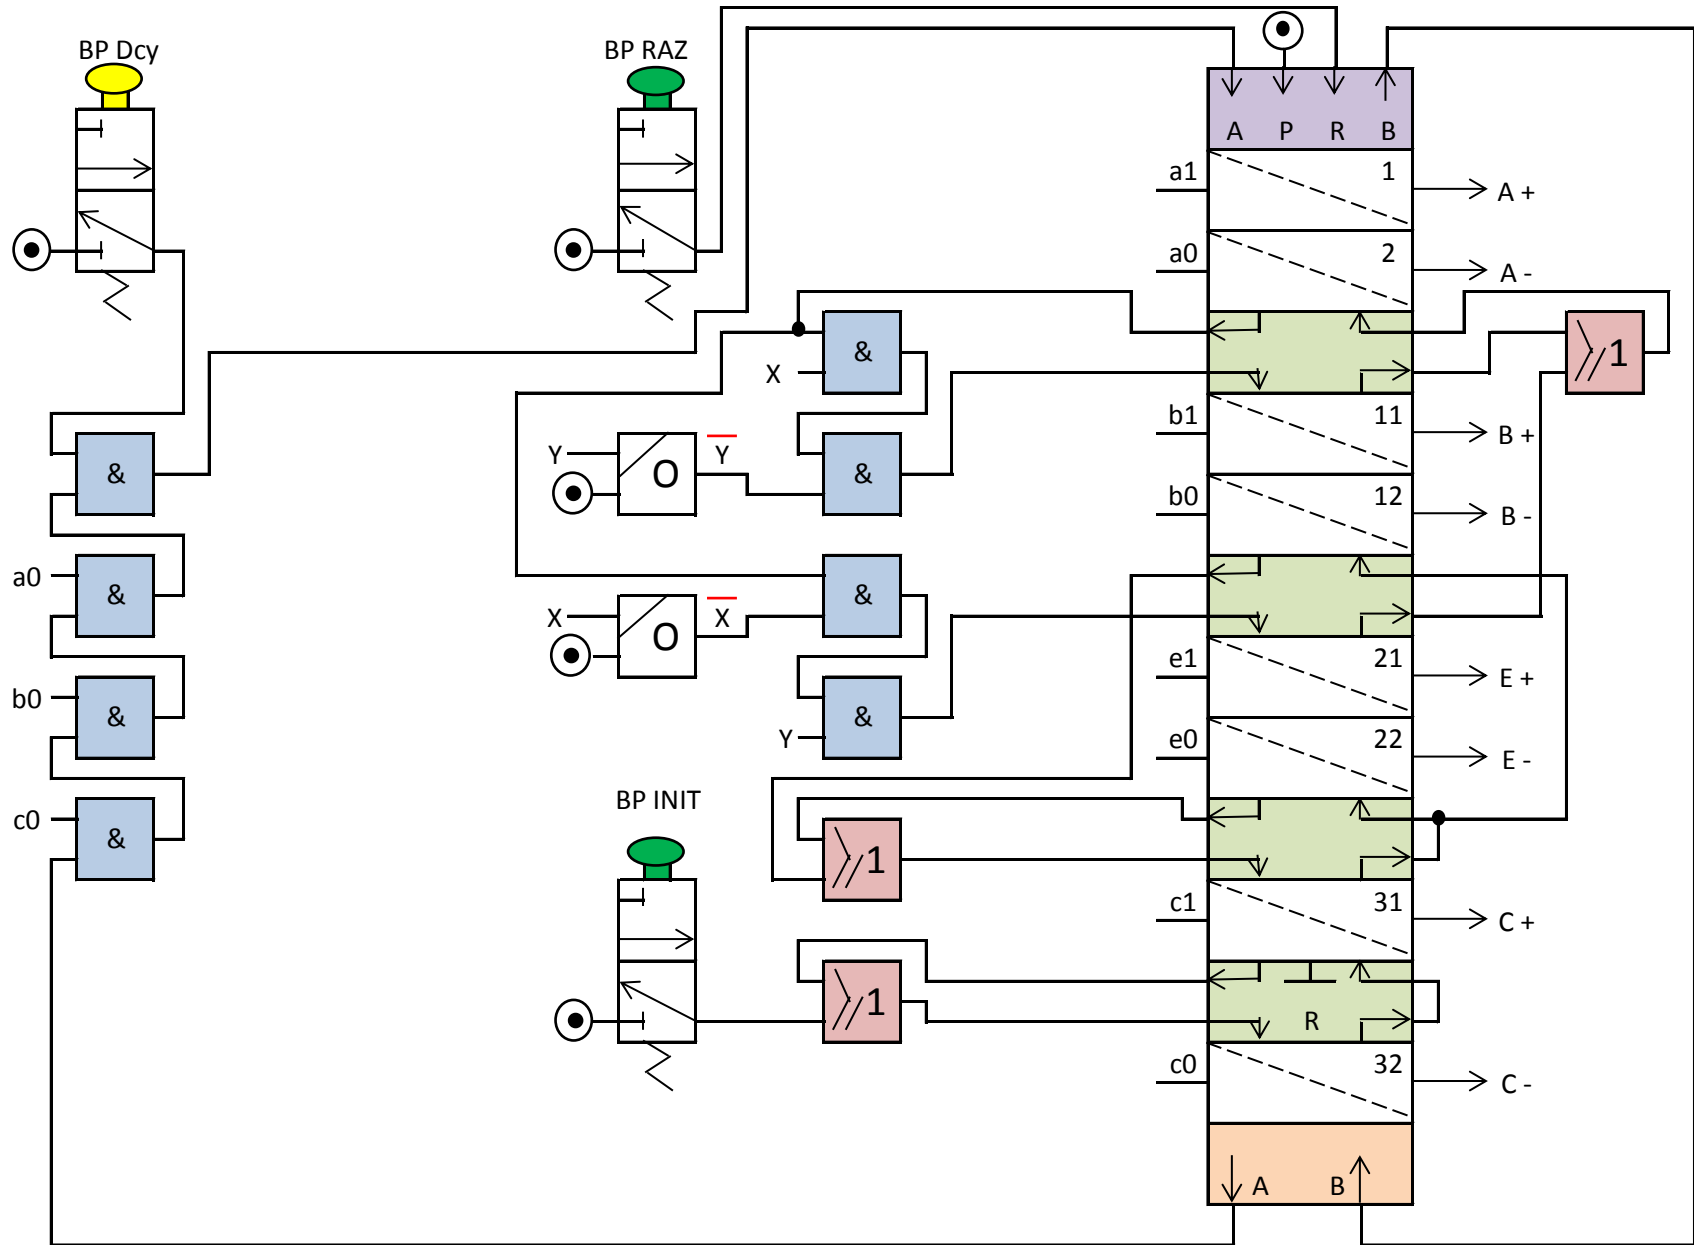 BP Dcy
BP RAZ
A P R B
a1
1
A +
a0
2
A -
&
X
≥1
b1
11
B +
Y
O
Y̅
&
&
b0
12
B -
a0
&
&
X
O
X̅
e1
21
E +
b0
&
&
Y
e0
22
E -
BP INIT
c0
&
≥1
c1
31
C +
≥1
R
c0
32
C -
A
B